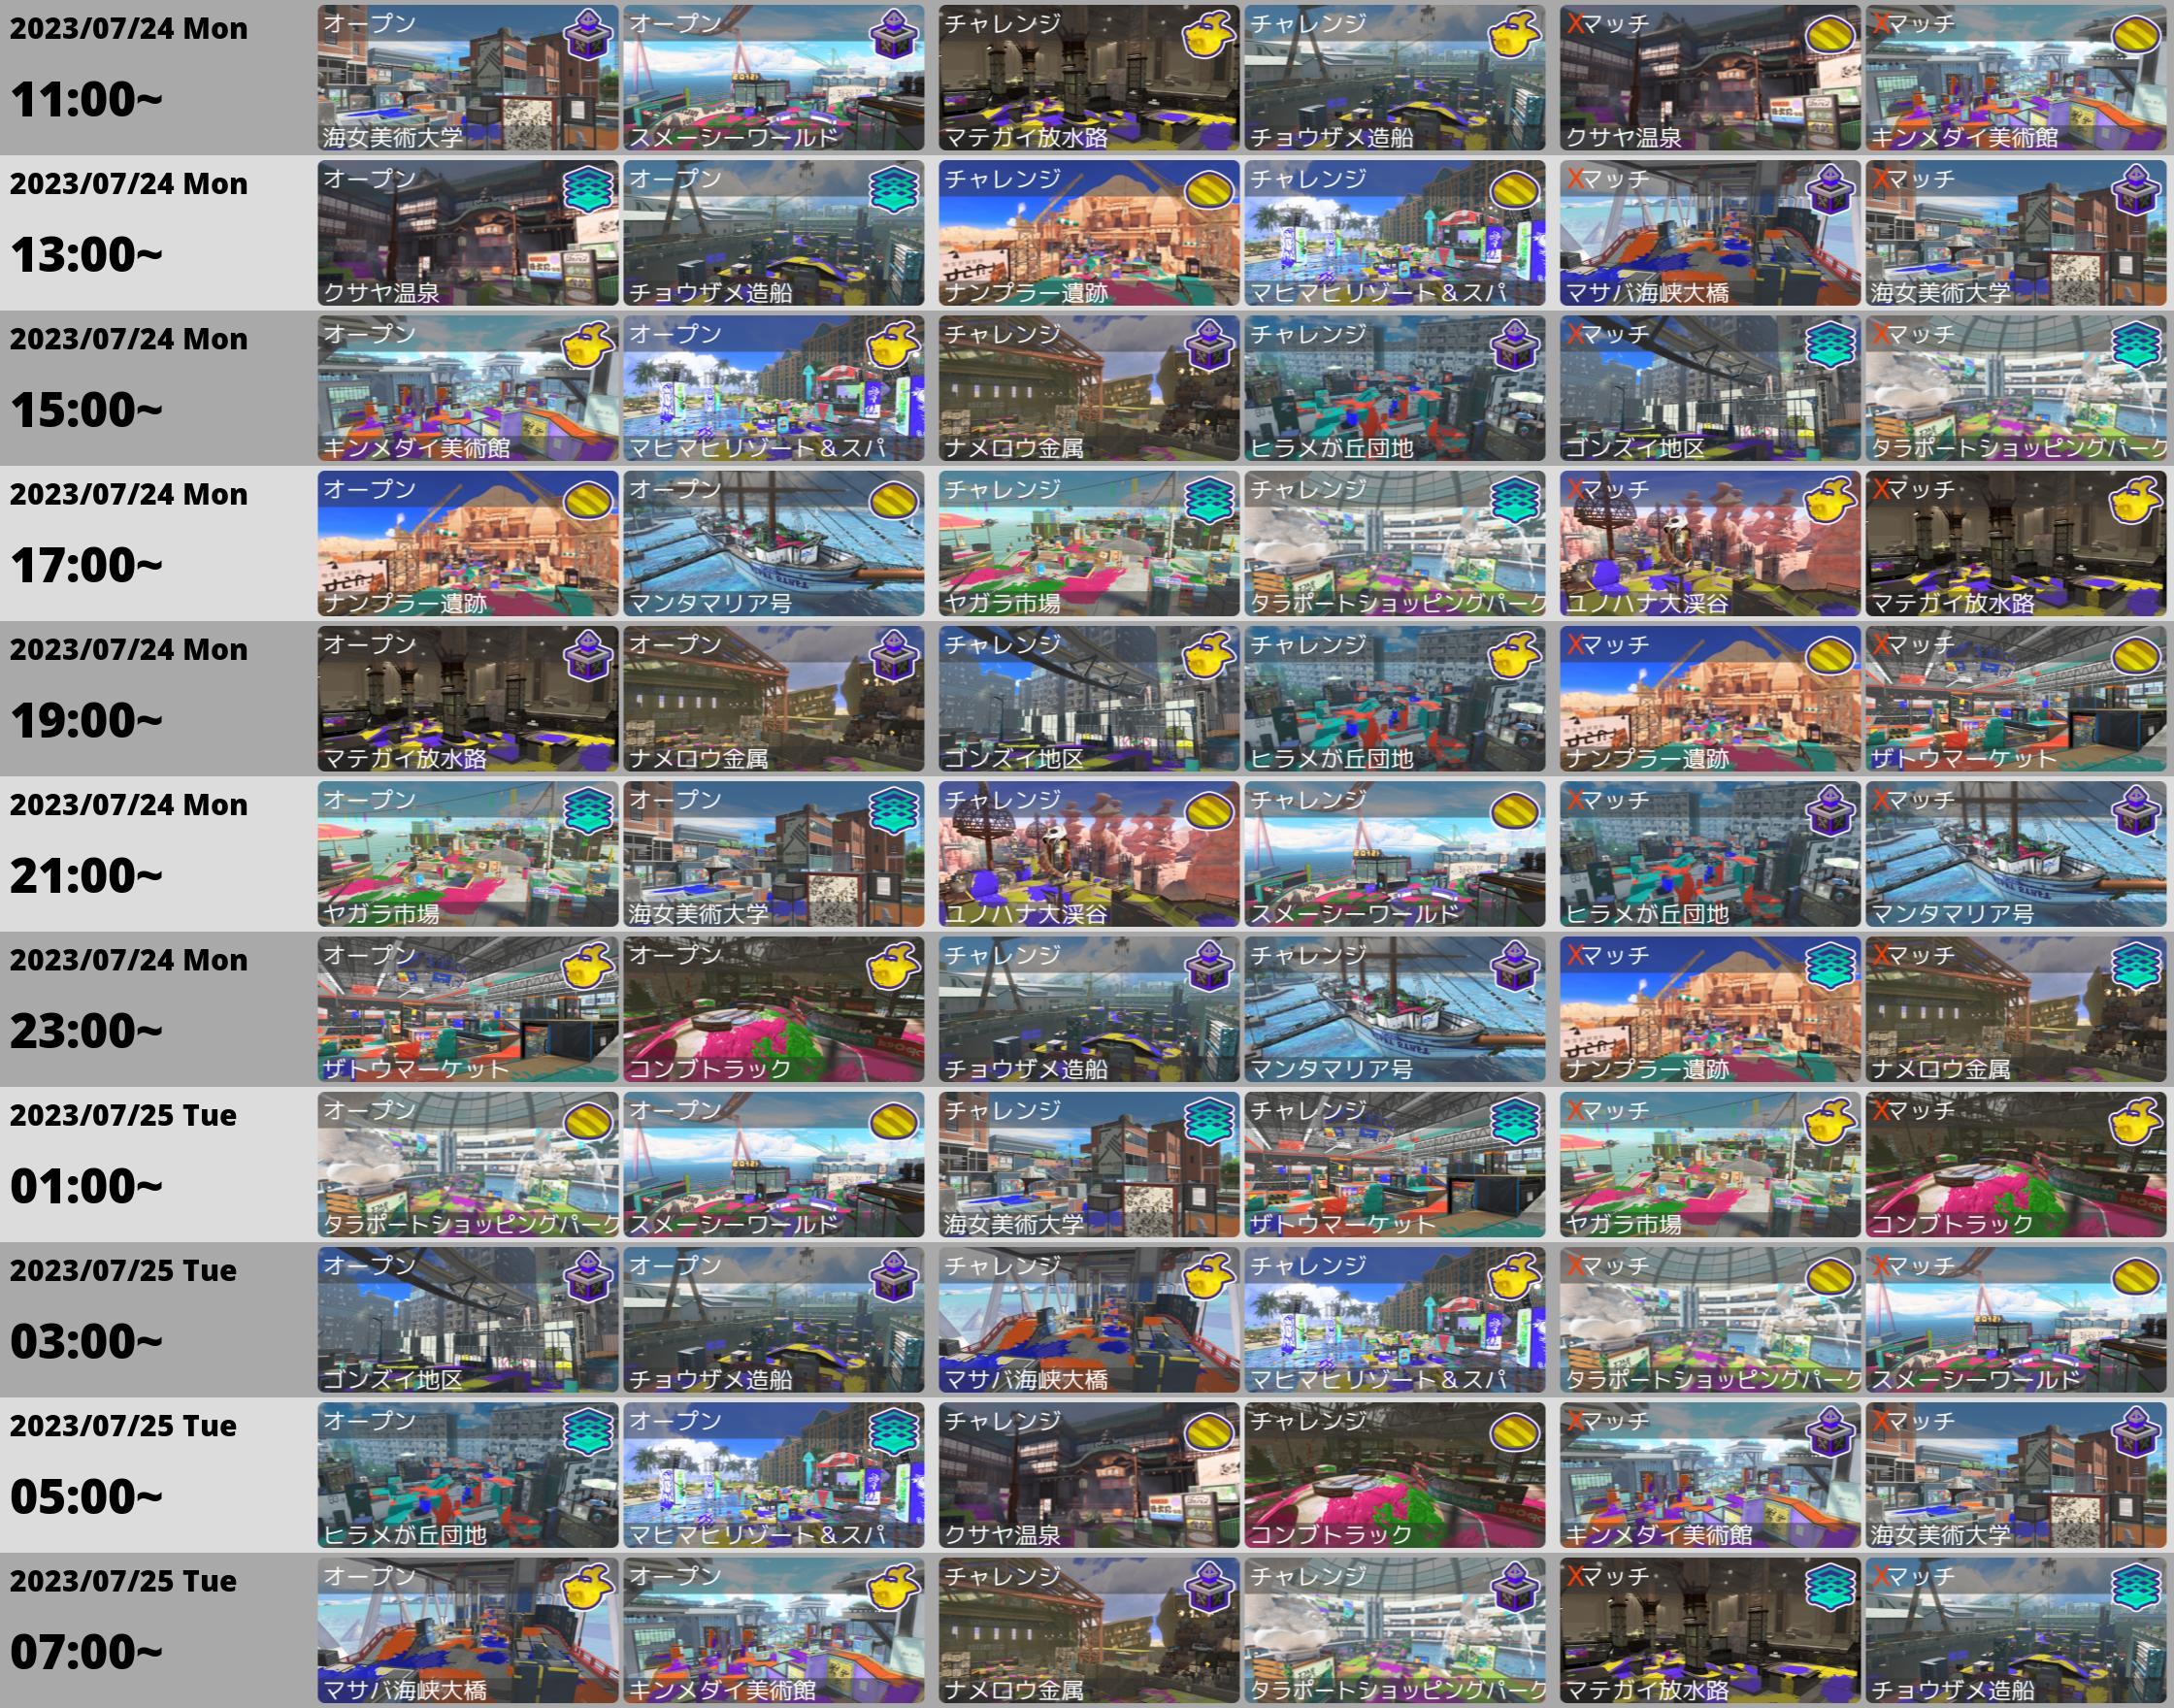 2023/07/24 Mon
11:00~
オープン
海女美術大学
オープン
スメーシーワールド
チャレンジ
マテガイ放水路
チャレンジ
チョウザメ造船
Xマッチ
クサヤ温泉
Xマッチ
キンメダイ美術館
2023/07/24 Mon
13:00~
オープン
クサヤ温泉
オープン
チョウザメ造船
チャレンジ
ナンプラー遺跡
チャレンジ
マヒマヒリゾート＆スパ
Xマッチ
マサバ海峡大橋
Xマッチ
海女美術大学
2023/07/24 Mon
15:00~
オープン
キンメダイ美術館
オープン
マヒマヒリゾート＆スパ
チャレンジ
ナメロウ金属
チャレンジ
ヒラメが丘団地
Xマッチ
ゴンズイ地区
Xマッチ
タラポートショッピングパーク
2023/07/24 Mon
17:00~
オープン
ナンプラー遺跡
オープン
マンタマリア号
チャレンジ
ヤガラ市場
チャレンジ
タラポートショッピングパーク
Xマッチ
ユノハナ大渓谷
Xマッチ
マテガイ放水路
2023/07/24 Mon
19:00~
オープン
マテガイ放水路
オープン
ナメロウ金属
チャレンジ
ゴンズイ地区
チャレンジ
ヒラメが丘団地
Xマッチ
ナンプラー遺跡
Xマッチ
ザトウマーケット
2023/07/24 Mon
21:00~
オープン
ヤガラ市場
オープン
海女美術大学
チャレンジ
ユノハナ大渓谷
チャレンジ
スメーシーワールド
Xマッチ
ヒラメが丘団地
Xマッチ
マンタマリア号
2023/07/24 Mon
23:00~
オープン
ザトウマーケット
オープン
コンブトラック
チャレンジ
チョウザメ造船
チャレンジ
マンタマリア号
Xマッチ
ナンプラー遺跡
Xマッチ
ナメロウ金属
2023/07/25 Tue
01:00~
オープン
タラポートショッピングパーク
オープン
スメーシーワールド
チャレンジ
海女美術大学
チャレンジ
ザトウマーケット
Xマッチ
ヤガラ市場
Xマッチ
コンブトラック
2023/07/25 Tue
03:00~
オープン
ゴンズイ地区
オープン
チョウザメ造船
チャレンジ
マサバ海峡大橋
チャレンジ
マヒマヒリゾート＆スパ
Xマッチ
タラポートショッピングパーク
Xマッチ
スメーシーワールド
2023/07/25 Tue
05:00~
オープン
ヒラメが丘団地
オープン
マヒマヒリゾート＆スパ
チャレンジ
クサヤ温泉
チャレンジ
コンブトラック
Xマッチ
キンメダイ美術館
Xマッチ
海女美術大学
2023/07/25 Tue
07:00~
オープン
マサバ海峡大橋
オープン
キンメダイ美術館
チャレンジ
ナメロウ金属
チャレンジ
タラポートショッピングパーク
Xマッチ
マテガイ放水路
Xマッチ
チョウザメ造船